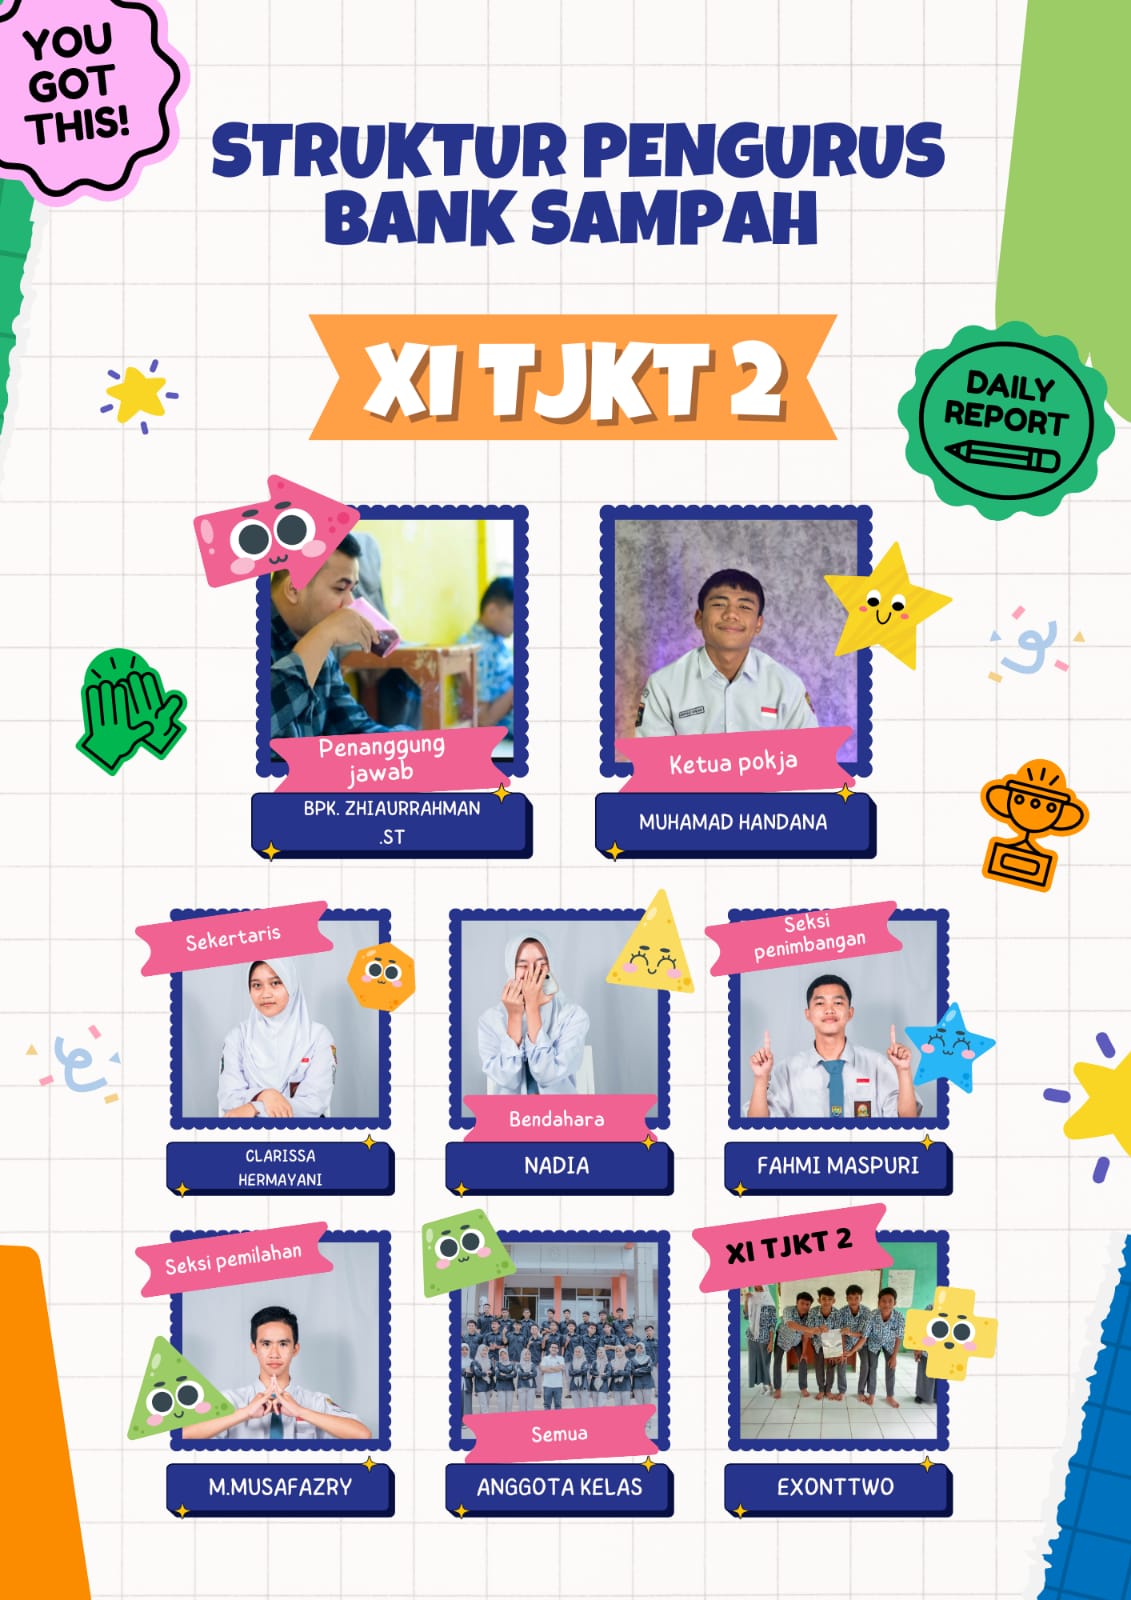 YOU
GOT
THIS!
STRUKTUR PENGURUS
BANK SAMPAH
XI TJKT 2
DAILY
REPORT
Penanggung
jawab
BPK. ZHIAURRAHMAN
.ST
Ketua pokja
MUHAMAD HANDANA
Sekertaris
CLARISSA
HERMAYANI
Bendahara
NADIA
Seksi
penimbangan
FAHMI MASPURI
Seksi pemilahan
M.MUSAFAZRY
Semua
ANGGOTA KELAS
XI TJKT 2
EXONTTWO